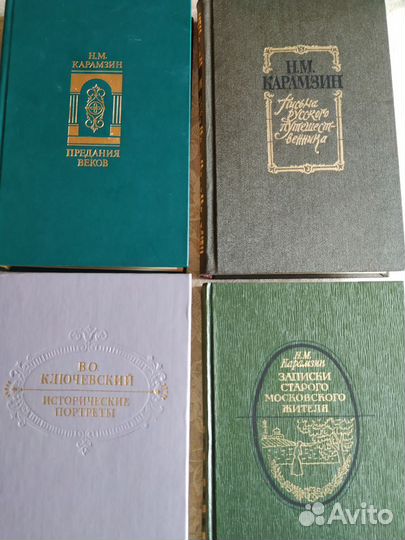 Н.М.
КАРАМЗИН
ПРЕДАНИЯ
ВЕКОВ
Н.М.
КАРАМЗИН
Письма
русского
путешест-
венника
В.О.
КЛЮЧЕВСКИЙ
ИСТОРИЧЕСКИЕ
ПОРТРЕТЫ
Н.М.
Карамзин
ЗАПИСКИ
СТАРОГО
МОСКОВСКОГО
ЖИТЕЛЯ
Avito